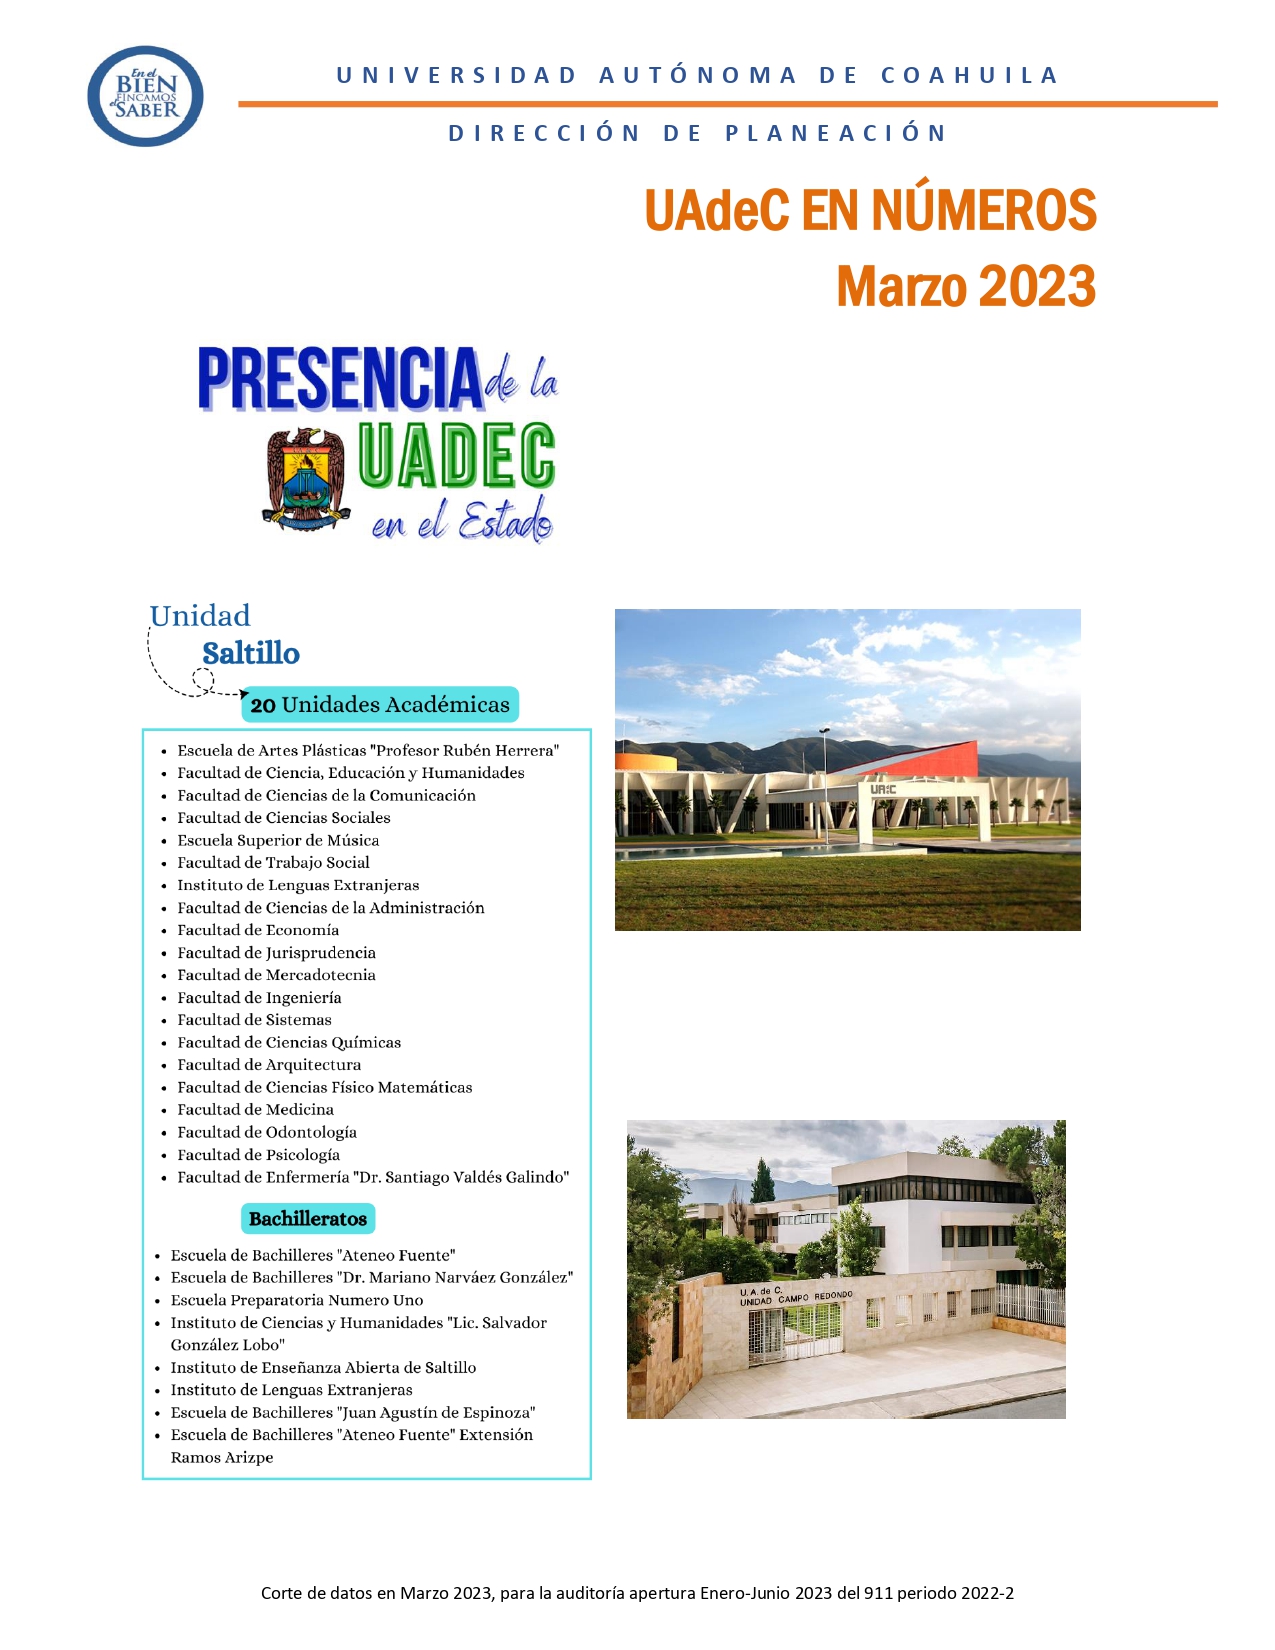 En el
BIEN
FINCAMOS
el SABER
UNIVERSIDAD AUTÓNOMA DE COAHUILA
DIRECCIÓN DE PLANEACIÓN
UAdeC EN NÚMEROS
Marzo 2023
PRESENCIA de la
UADEC
en el Estado
Unidad
Saltillo
20 Unidades Académicas
• Escuela de Artes Plásticas "Profesor Rubén Herrera"
• Facultad de Ciencia, Educación y Humanidades
• Facultad de Ciencias de la Comunicación
• Facultad de Ciencias Sociales
• Escuela Superior de Música
• Facultad de Trabajo Social
• Instituto de Lenguas Extranjeras
• Facultad de Ciencias de la Administración
• Facultad de Economía
• Facultad de Jurisprudencia
• Facultad de Mercadotecnia
• Facultad de Ingeniería
• Facultad de Sistemas
• Facultad de Ciencias Químicas
• Facultad de Arquitectura
• Facultad de Ciencias Físico Matemáticas
• Facultad de Medicina
• Facultad de Odontología
• Facultad de Psicología
• Facultad de Enfermería "Dr. Santiago Valdés Galindo"
Bachilleratos
• Escuela de Bachilleres "Ateneo Fuente"
• Escuela de Bachilleres "Dr. Mariano Narváez González"
• Escuela Preparatoria Numero Uno
• Instituto de Ciencias y Humanidades "Lic. Salvador
González Lobo"
• Instituto de Enseñanza Abierta de Saltillo
• Instituto de Lenguas Extranjeras
• Escuela de Bachilleres "Juan Agustín de Espinoza"
• Escuela de Bachilleres "Ateneo Fuente" Extensión
Ramos Arizpe
UAdeC
U. A. de C.
UNIDAD CAMPO REDONDO
Corte de datos en Marzo 2023, para la auditoría apertura Enero-Junio 2023 del 911 periodo 2022-2